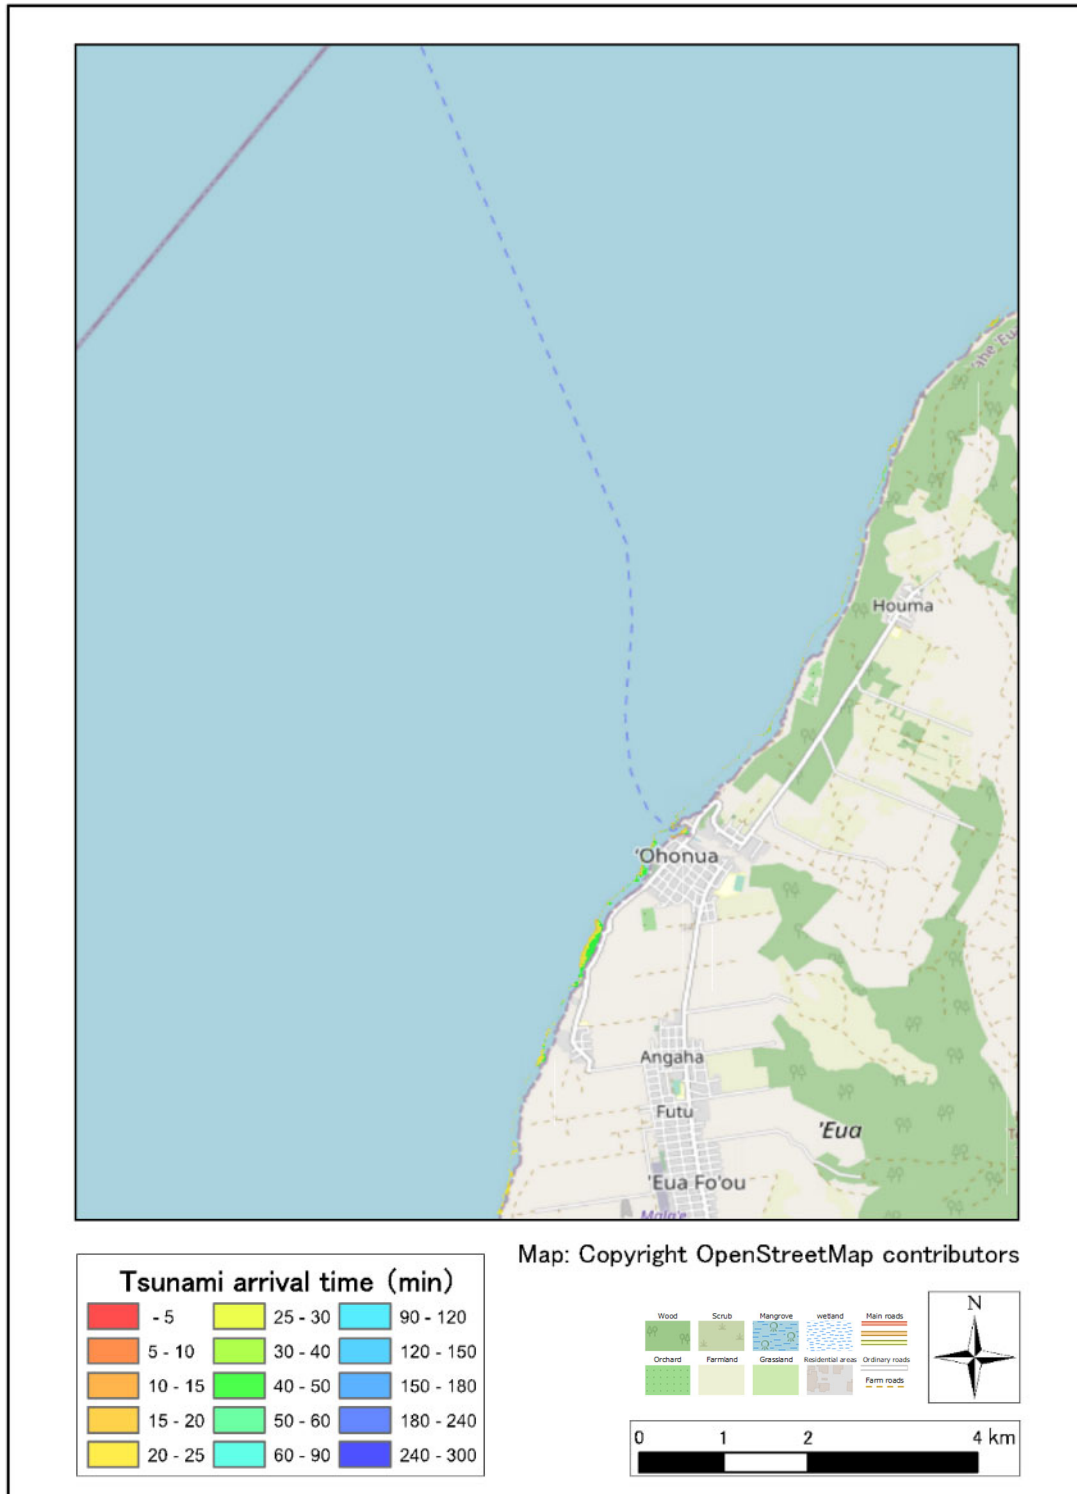 'ahe 'Eu
Houma
'Ohonua
Angaha
Futu
'Eua
'Eua Fo'ou
Mala'e
Map: Copyright OpenStreetMap contributors
Tsunami arrival time (min)
- 5
5 - 10
10 - 15
15 - 20
20 - 25
25 - 30
30 - 40
40 - 50
50 - 60
60 - 90
90 - 120
120 - 150
150 - 180
180 - 240
240 - 300
Wood Scrub Mangrove wetland Main roads
Orchard Farmland Grassland Residential areas Ordinary roads
Farm roads
N
0 1 2 4 km